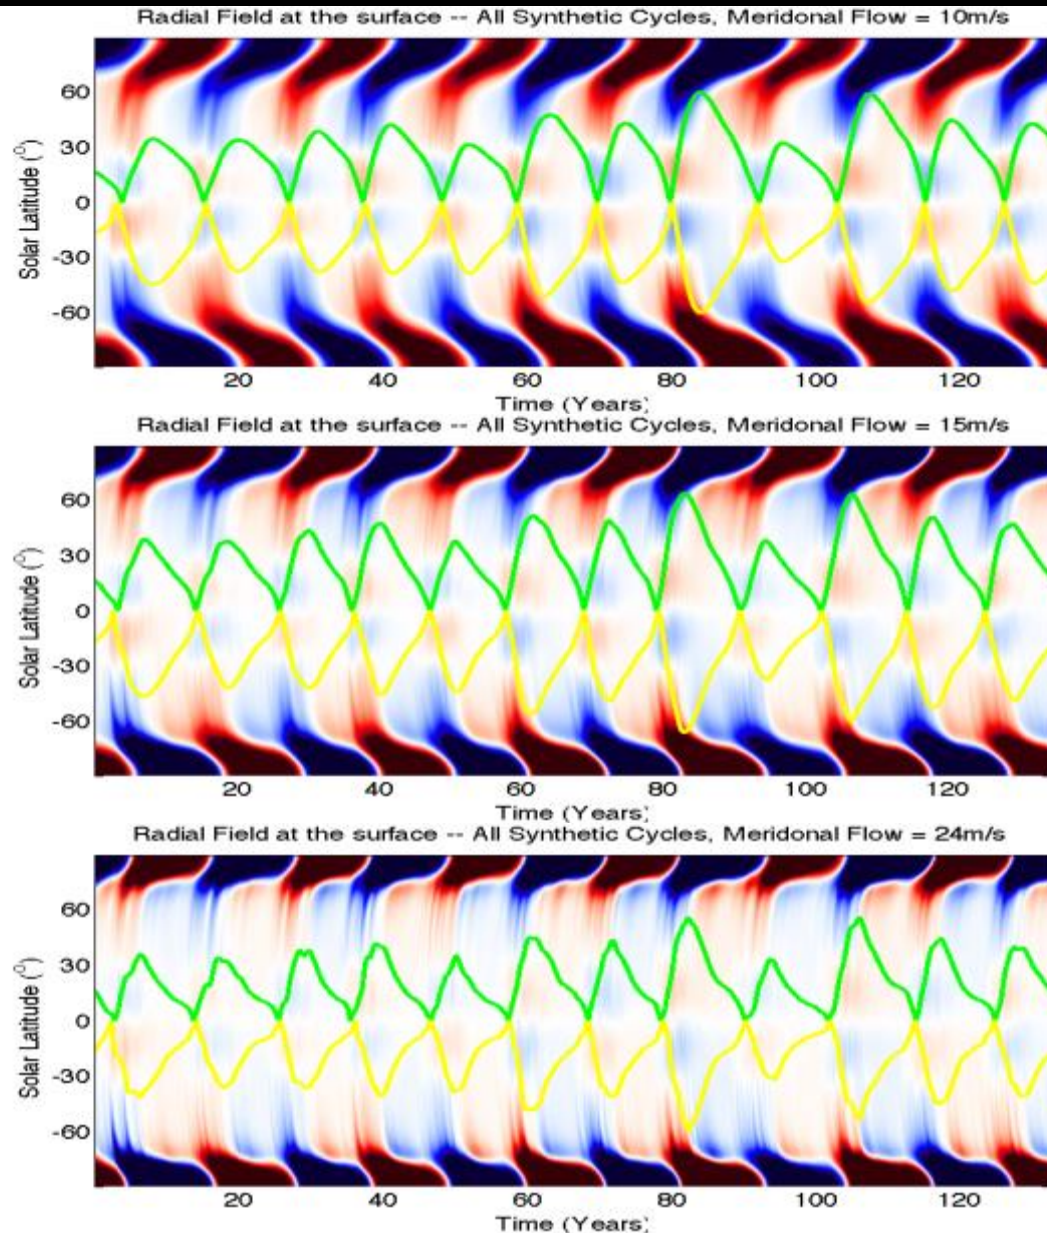 Radial Field at the surface -- All Synthetic Cycles, Meridonal Flow = 10m/s
Solar Latitude (⁰)
60
30
0
-30
-60
20 40 60 80 100 120
Time (Years)
Radial Field at the surface -- All Synthetic Cycles, Meridonal Flow = 15m/s
Solar Latitude (⁰)
60
30
0
-30
-60
20 40 60 80 100 120
Time (Years)
Radial Field at the surface -- All Synthetic Cycles, Meridonal Flow = 24m/s
Solar Latitude (⁰)
60
30
0
-30
-60
20 40 60 80 100 120
Time (Years)